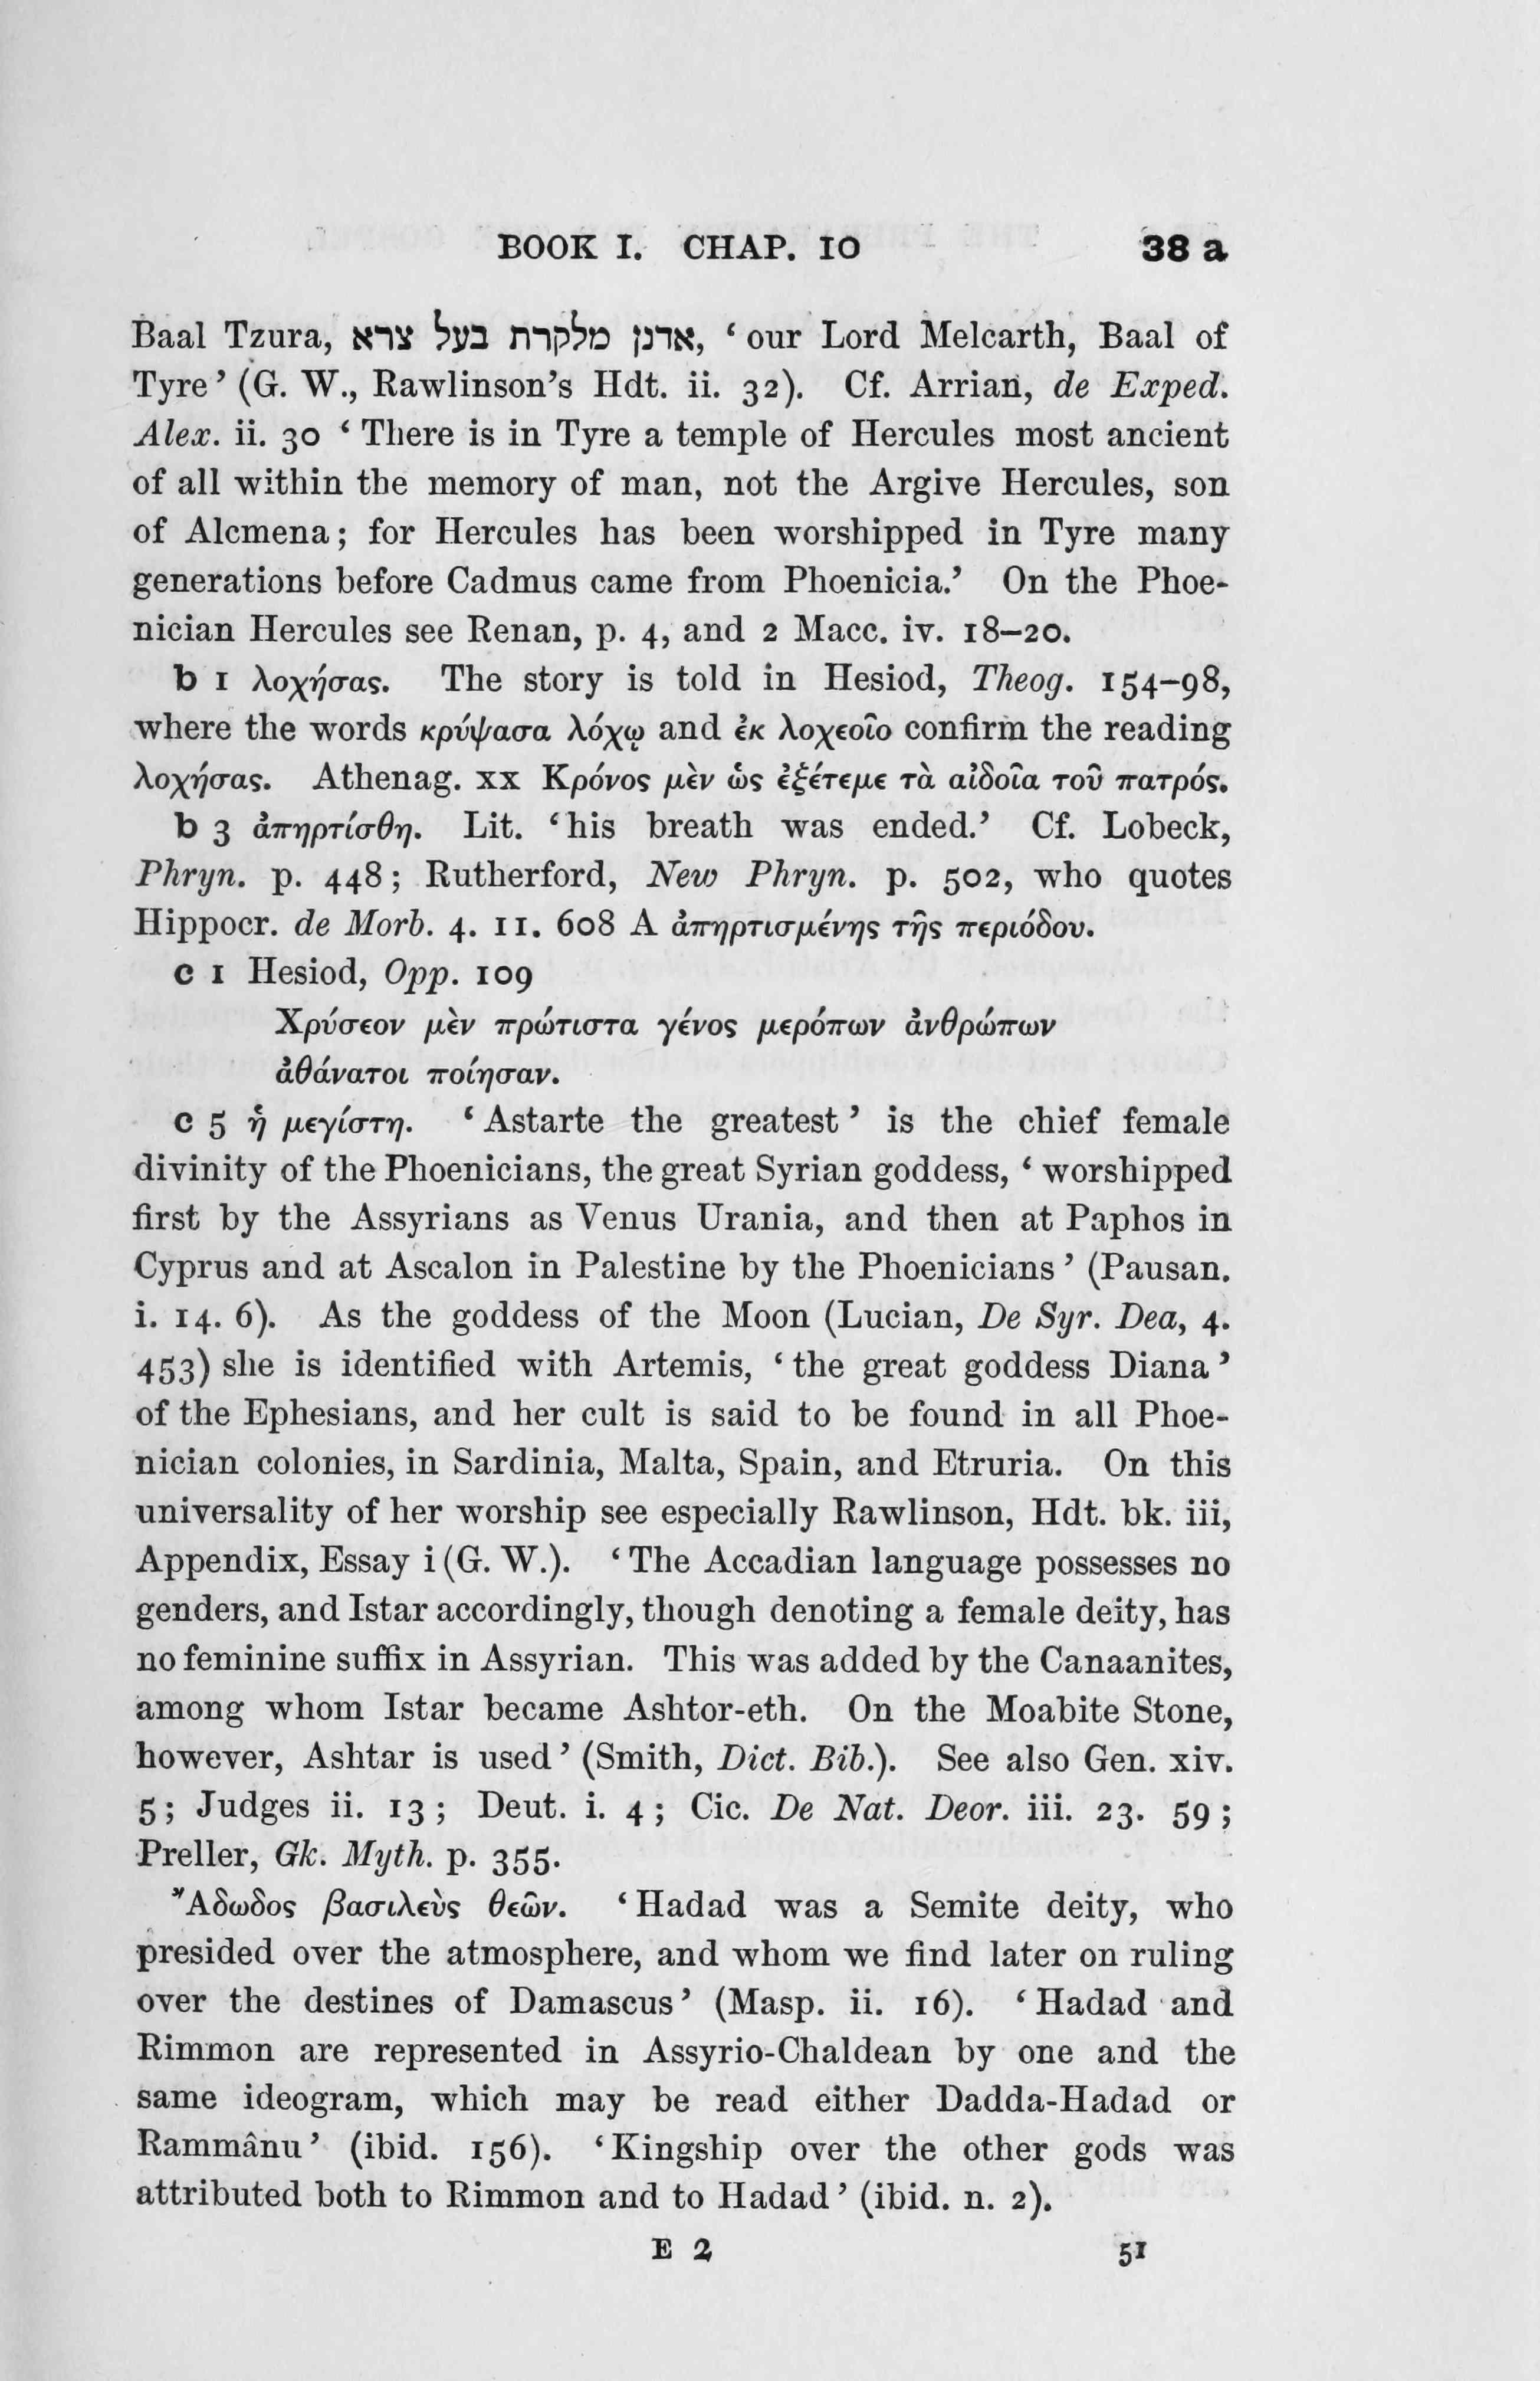 BOOK I. CHAP. 10 38 a
Baal Tzura, אדנן מלקרת בעל צרא, ‘our Lord Melcarth, Baal of
Tyre’ (G. W., Rawlinson’s Hdt. ii. 32). Cf. Arrian, de Exped.
Alex. ii. 30 ‘There is in Tyre a temple of Hercules most ancient
of all within the memory of man, not the Argive Hercules, son
of Alcmena; for Hercules has been worshipped in Tyre many
generations before Cadmus came from Phoenicia.’ On the Phoe-
nician Hercules see Renan, p. 4, and 2 Macc. iv. 18–20.
b 1 λοχήσας. The story is told in Hesiod, Theog. 154–98,
where the words κρύψασα λόχῳ and ἐκ λοχεοῖο confirm the reading
λοχήσας. Athenag. xx Κρόνος μὲν ὡς ἐξέτεμε τὰ αἰδοῖα τοῦ πατρός.
b 3 ἀπηρτίσθη. Lit. ‘his breath was ended.’ Cf. Lobeck,
Phryn. p. 448; Rutherford, New Phryn. p. 502, who quotes
Hippocr. de Morb. 4. 11. 608 A ἀπηρτισμένης τῆς περιόδου.
c 1 Hesiod, Opp. 109
Χρύσεον μὲν πρώτιστα γένος μερόπων ἀνθρώπων
ἀθάνατοι ποίησαν.
c 5 ἡ μεγίστη. ‘Astarte the greatest’ is the chief female
divinity of the Phoenicians, the great Syrian goddess, ‘worshipped
first by the Assyrians as Venus Urania, and then at Paphos in
Cyprus and at Ascalon in Palestine by the Phoenicians’ (Pausan.
i. 14. 6). As the goddess of the Moon (Lucian, De Syr. Dea, 4.
453) she is identified with Artemis, ‘the great goddess Diana’
of the Ephesians, and her cult is said to be found in all Phoe-
nician colonies, in Sardinia, Malta, Spain, and Etruria. On this
universality of her worship see especially Rawlinson, Hdt. bk. iii,
Appendix, Essay i (G. W.). ‘The Accadian language possesses no
genders, and Istar accordingly, though denoting a female deity, has
no feminine suffix in Assyrian. This was added by the Canaanites,
among whom Istar became Ashtor-eth. On the Moabite Stone,
however, Ashtar is used’ (Smith, Dict. Bib.). See also Gen. xiv.
5; Judges ii. 13; Deut. i. 4; Cic. De Nat. Deor. iii. 23. 59;
Preller, Gk. Myth. p. 355.
Ἄδωδος βασιλεὺς θεῶν. ‘Hadad was a Semite deity, who
presided over the atmosphere, and whom we find later on ruling
over the destines of Damascus’ (Masp. ii. 16). ‘Hadad and
Rimmon are represented in Assyrio-Chaldean by one and the
same ideogram, which may be read either Dadda-Hadad or
Rammânu’ (ibid. 156). ‘Kingship over the other gods was
attributed both to Rimmon and to Hadad’ (ibid. n. 2).
E 2 51